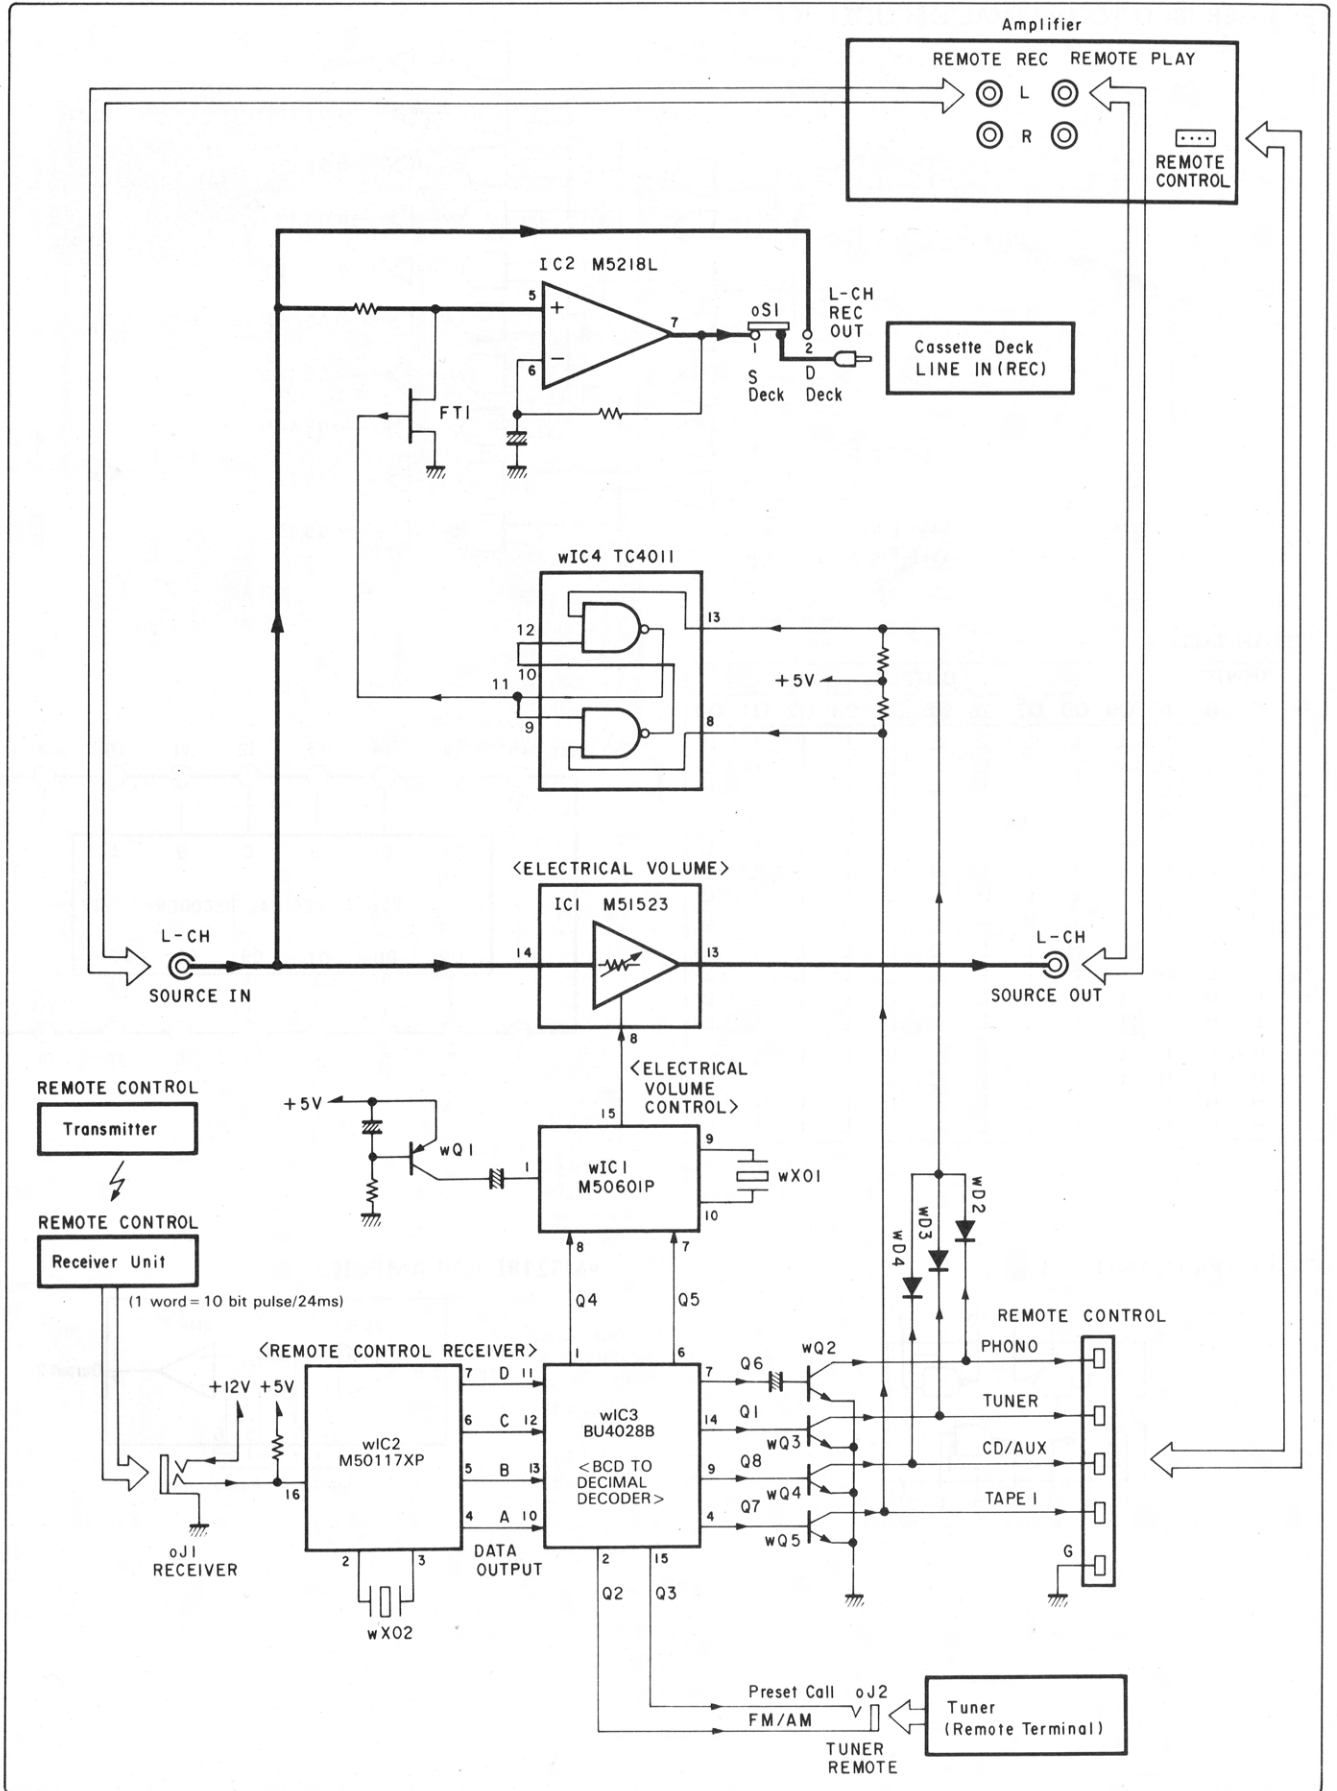 Amplifier
REMOTE REC REMOTE PLAY
L
R
REMOTE
CONTROL
IC2 M5218L
5
+
7
−
6
oS1
1
2
S
Deck
D
Deck
L-CH
REC
OUT
Cassette Deck
LINE IN (REC)
FT1
wIC4 TC4011
13
12
10
11
9
8
+5V
<ELECTRICAL VOLUME>
IC1 M51523
14
13
8
L-CH
SOURCE IN
L-CH
SOURCE OUT
<ELECTRICAL
VOLUME
CONTROL>
15
REMOTE CONTROL
Transmitter
+5V
wQ1
1
wIC1
M50601P
9
10
wX01
8
7
REMOTE CONTROL
Receiver Unit
(1 word = 10 bit pulse/24ms)
Q4
Q5
wD2
wD3
wD4
REMOTE CONTROL
<REMOTE CONTROL RECEIVER>
1
6
+12V +5V
wIC2
M50117XP
16
2
3
wX02
oJ1
RECEIVER
7 D 11
6 C 12
5 B 13
4 A 10
DATA
OUTPUT
wIC3
BU4028B
<BCD TO
DECIMAL
DECODER>
7 Q6 wQ2 PHONO
14 Q1 wQ3 TUNER
9 Q8 wQ4 CD/AUX
4 Q7 wQ5 TAPE 1
G
2
15
Q2
Q3
Preset Call oJ2
FM/AM
TUNER
REMOTE
Tuner
(Remote Terminal)